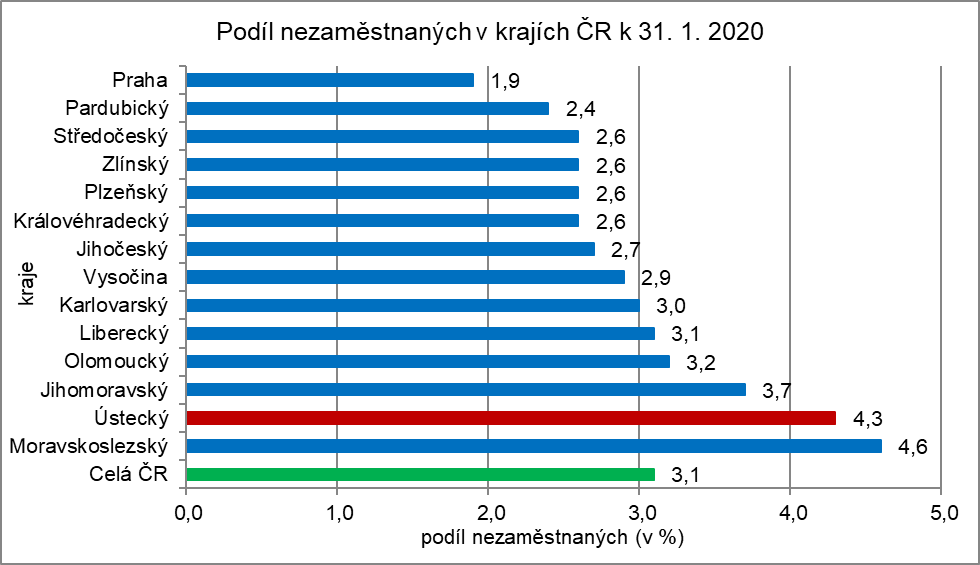 Podíl nezaměstnaných v krajích ČR k 31. 1. 2020
kraje
Praha 1,9
Pardubický 2,4
Středočeský 2,6
Zlínský 2,6
Plzeňský 2,6
Královéhradecký 2,6
Jihočeský 2,7
Vysočina 2,9
Karlovarský 3,0
Liberecký 3,1
Olomoucký 3,2
Jihomoravský 3,7
Ústecký 4,3
Moravskoslezský 4,6
Celá ČR 3,1
0,0 1,0 2,0 3,0 4,0 5,0
podíl nezaměstnaných (v %)